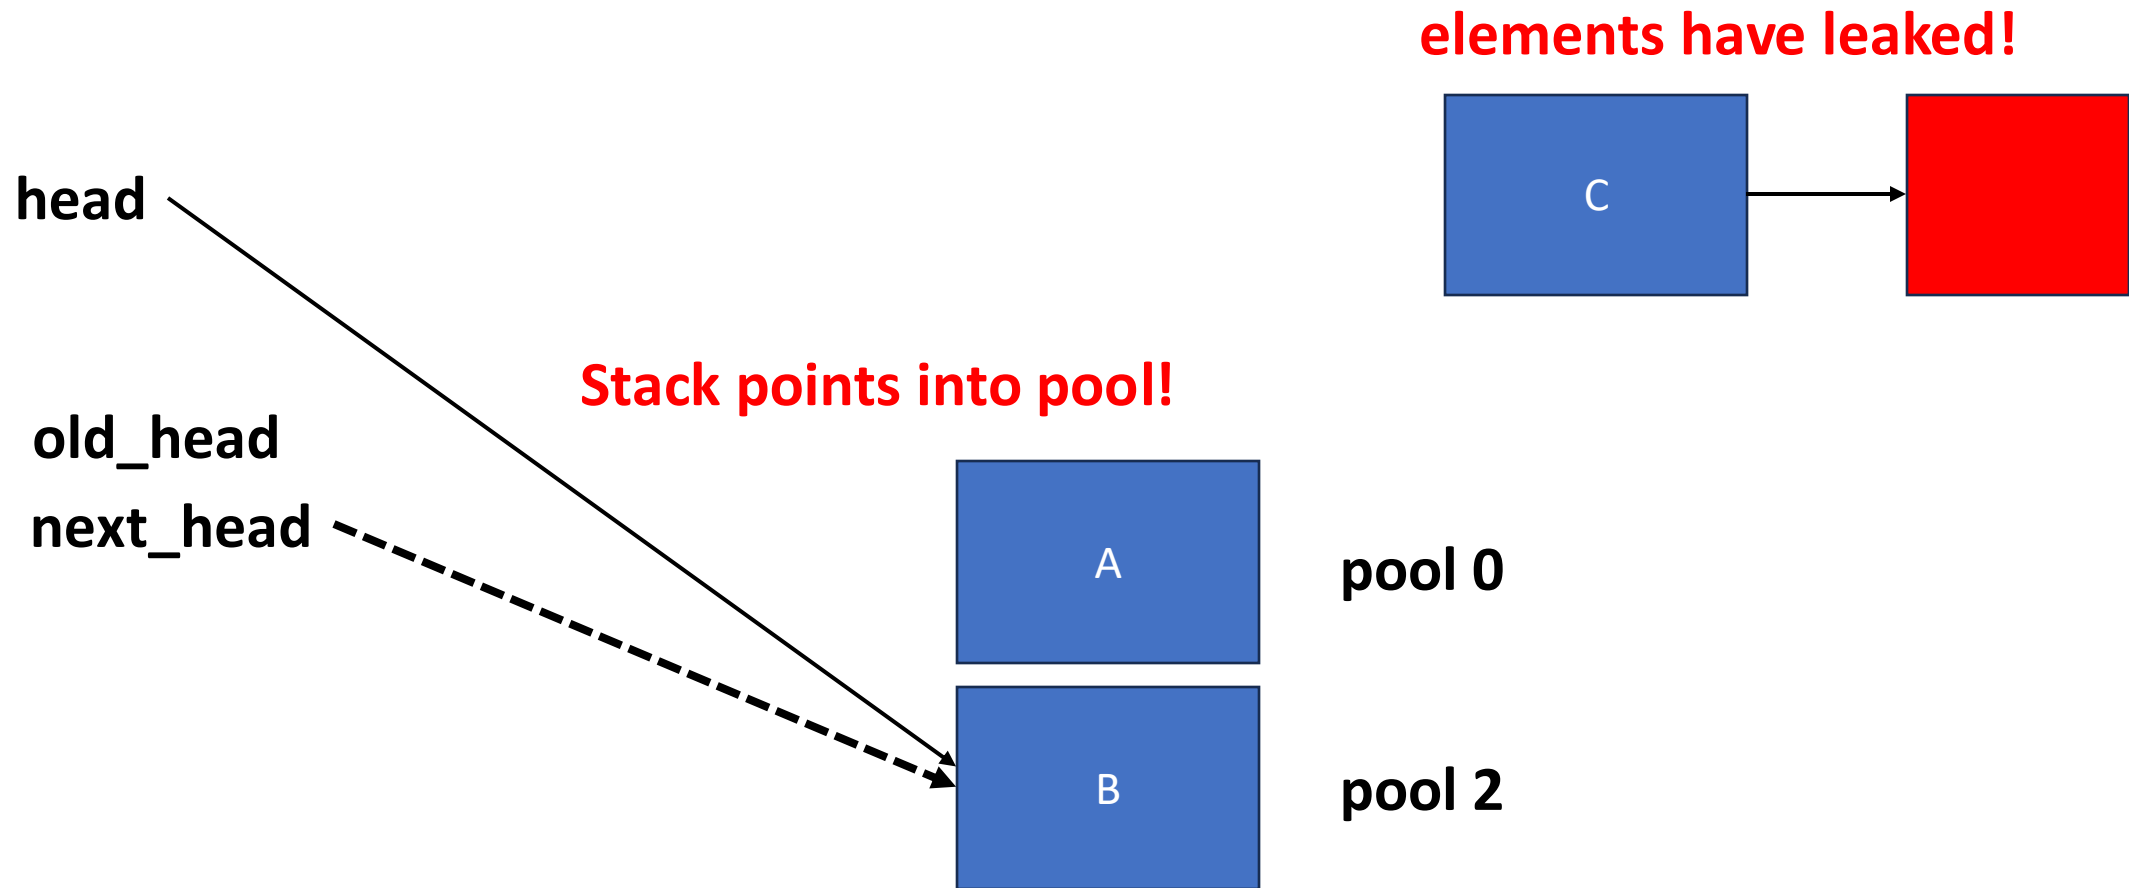 elements have leaked!
C
head
Stack points into pool!
old_head
next_head
A
pool 0
B
pool 2